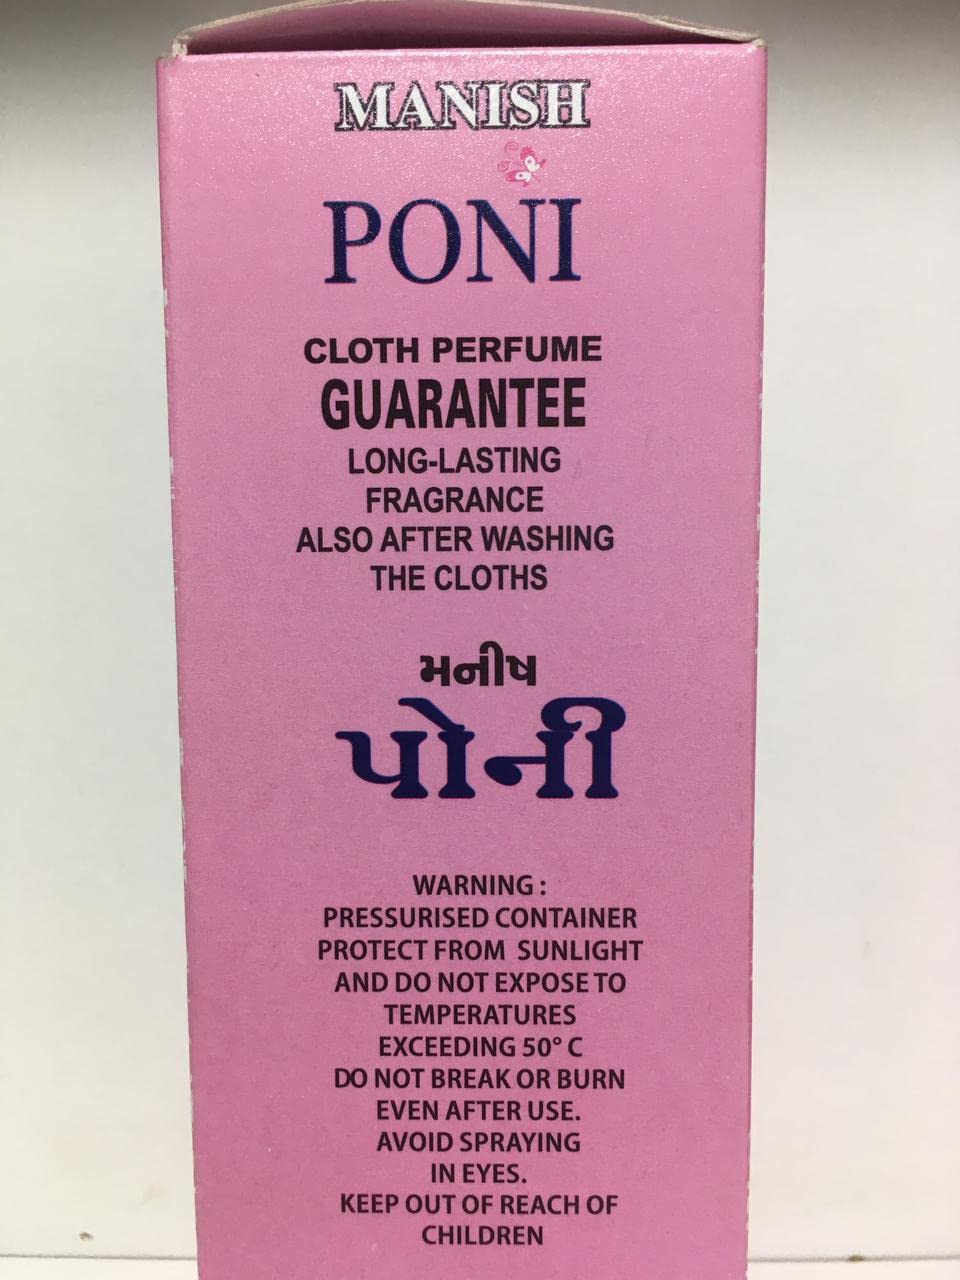 MANISH
PONI
CLOTH PERFUME
GUARANTEE
LONG-LASTING
FRAGRANCE
ALSO AFTER WASHING
THE CLOTHS
મનીષ
પોની
WARNING :
PRESSURISED CONTAINER
PROTECT FROM SUNLIGHT
AND DO NOT EXPOSE TO
TEMPERATURES
EXCEEDING 50° C
DO NOT BREAK OR BURN
EVEN AFTER USE.
AVOID SPRAYING
IN EYES.
KEEP OUT OF REACH OF
CHILDREN